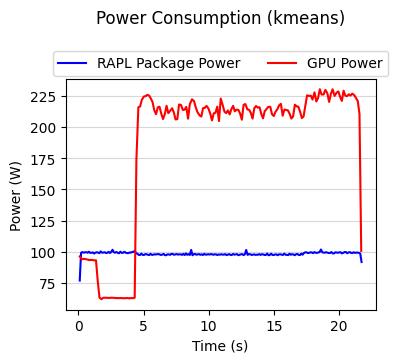 Power Consumption (kmeans)
RAPL Package Power GPU Power
225
200
175
150
125
100
75
Power (W)
0 5 10 15 20
Time (s)